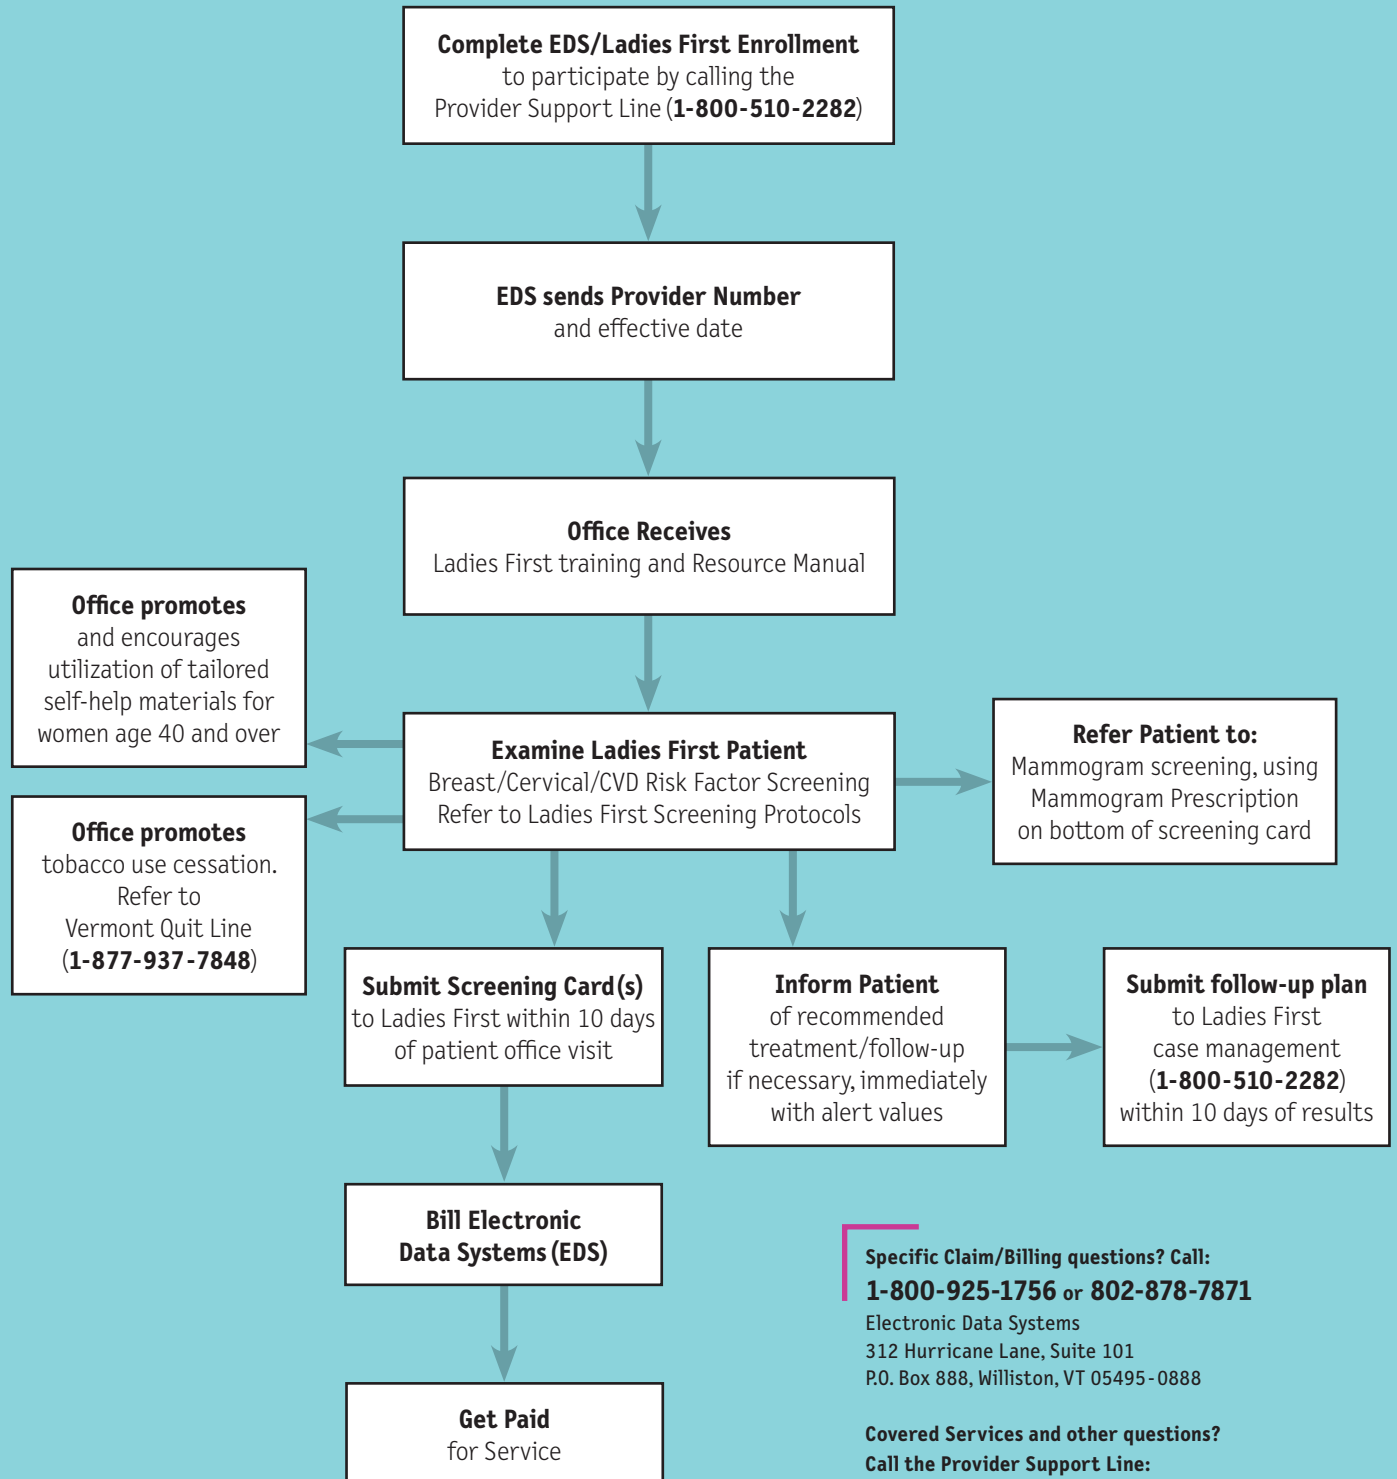 Complete EDS/Ladies First Enrollment
to participate by calling the
Provider Support Line (1-800-510-2282)
EDS sends Provider Number
and effective date
Office Receives
Ladies First training and Resource Manual
Office promotes
and encourages
utilization of tailored
self-help materials for
women age 40 and over
Examine Ladies First Patient
Breast/Cervical/CVD Risk Factor Screening
Refer to Ladies First Screening Protocols
Refer Patient to:
Mammogram screening, using
Mammogram Prescription
on bottom of screening card
Office promotes
tobacco use cessation.
Refer to
Vermont Quit Line
(1-877-937-7848)
Submit Screening Card(s)
to Ladies First within 10 days
of patient office visit
Inform Patient
of recommended
treatment/follow-up
if necessary, immediately
with alert values
Submit follow-up plan
to Ladies First
case management
(1-800-510-2282)
within 10 days of results
Bill Electronic
Data Systems (EDS)
Get Paid
for Service
Specific Claim/Billing questions? Call:
1-800-925-1756 or 802-878-7871
Electronic Data Systems
312 Hurricane Lane, Suite 101
P.O. Box 888, Williston, VT 05495-0888
Covered Services and other questions?
Call the Provider Support Line: